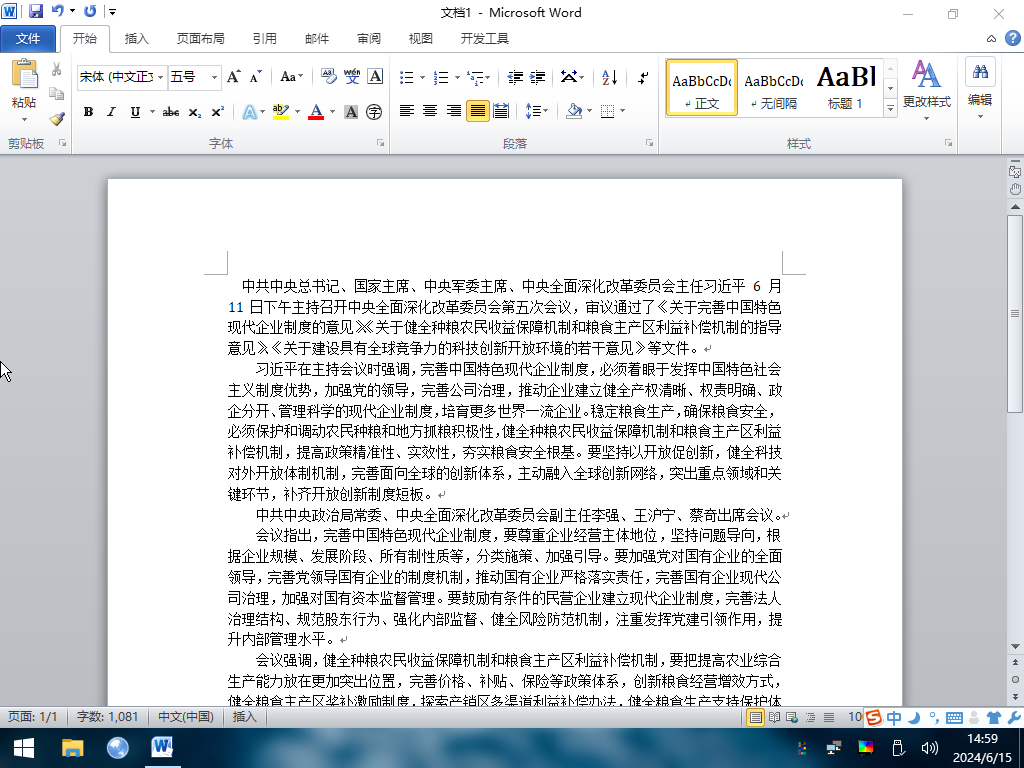 文档1 - Microsoft Word
文件 开始 插入 页面布局 引用 邮件 审阅 视图 开发工具
宋体 (中文正 五号
粘贴
AaBbCcDc AaBbCcDc AaBl
正文 无间隔 标题 1 更改样式 编辑
剪贴板 字体 段落 样式
中共中央总书记、国家主席、中央军委主席、中央全面深化改革委员会主任习近平 6 月
11 日下午主持召开中央全面深化改革委员会第五次会议，审议通过了《关于完善中国特色
现代企业制度的意见》《关于健全种粮农民收益保障机制和粮食主产区利益补偿机制的指导
意见》、《关于建设具有全球竞争力的科技创新开放环境的若干意见》等文件。
习近平在主持会议时强调，完善中国特色现代企业制度，必须着眼于发挥中国特色社会
主义制度优势，加强党的领导，完善公司治理，推动企业建立健全产权清晰、权责明确、政
企分开、管理科学的现代企业制度，培育更多世界一流企业。稳定粮食生产，确保粮食安全，
必须保护和调动农民种粮和地方抓粮积极性，健全种粮农民收益保障机制和粮食主产区利益
补偿机制，提高政策精准性、实效性，夯实粮食安全根基。要坚持以开放促创新，健全科技
对外开放体制机制，完善面向全球的创新体系，主动融入全球创新网络，突出重点领域和关
键环节，补齐开放创新制度短板。
中共中央政治局常委、中央全面深化改革委员会副主任李强、王沪宁、蔡奇出席会议。
会议指出，完善中国特色现代企业制度，要尊重企业经营主体地位，坚持问题导向，根
据企业规模、发展阶段、所有制性质等，分类施策、加强引导。要加强党对国有企业的全面
领导，完善党领导国有企业的制度机制，推动国有企业严格落实责任，完善国有企业现代公
司治理，加强对国有资本监督管理。要鼓励有条件的民营企业建立现代企业制度，完善法人
治理结构、规范股东行为、强化内部监督、健全风险防范机制，注重发挥党建引领作用，提
升内部管理水平。
会议强调，健全种粮农民收益保障机制和粮食主产区利益补偿机制，要把提高农业综合
生产能力放在更加突出位置，完善价格、补贴、保险等政策体系，创新粮食经营增效方式，
健全粮食主产区奖补激励制度，探索产销区多渠道利益补偿办法，健全粮食生产支持保护体
页面: 1/1 字数: 1,081 中文(中国) 插入 10 中
14:59
2024/6/15